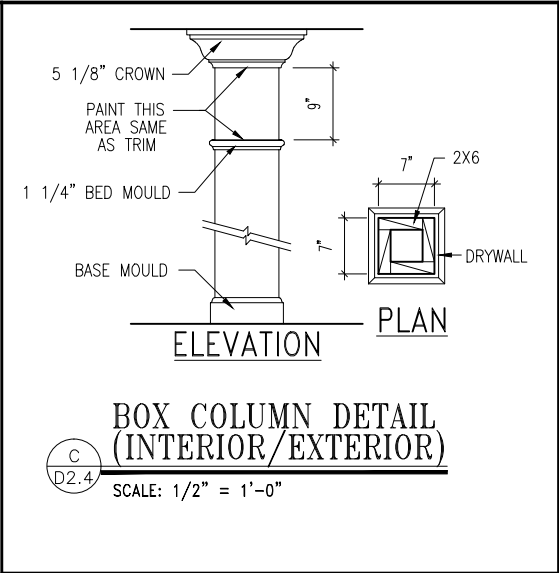 5 1/8" CROWN
PAINT THIS
AREA SAME
AS TRIM
9"
1 1/4" BED MOULD
BASE MOULD
ELEVATION
7"
2X6
7"
DRYWALL
PLAN
BOX COLUMN DETAIL
(INTERIOR/EXTERIOR)
C
D2.4
SCALE: 1/2" = 1'-0"